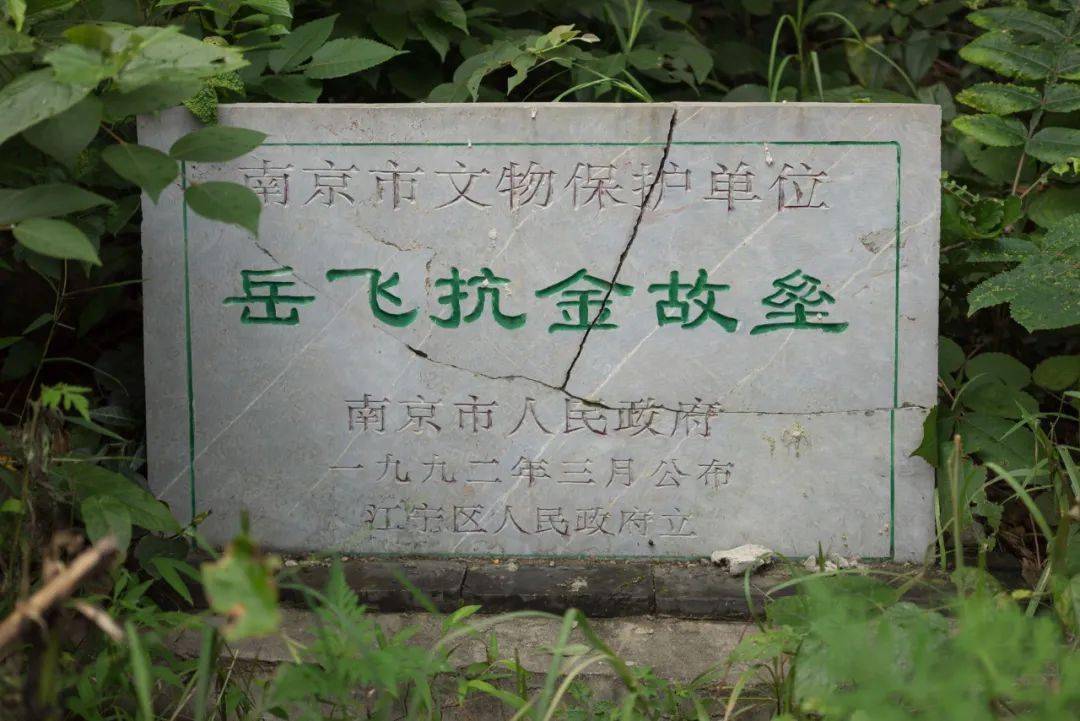 南京市文物保护单位
岳飞抗金故垒
南京市人民政府
一九九二年三月公布
江宁区人民政府立